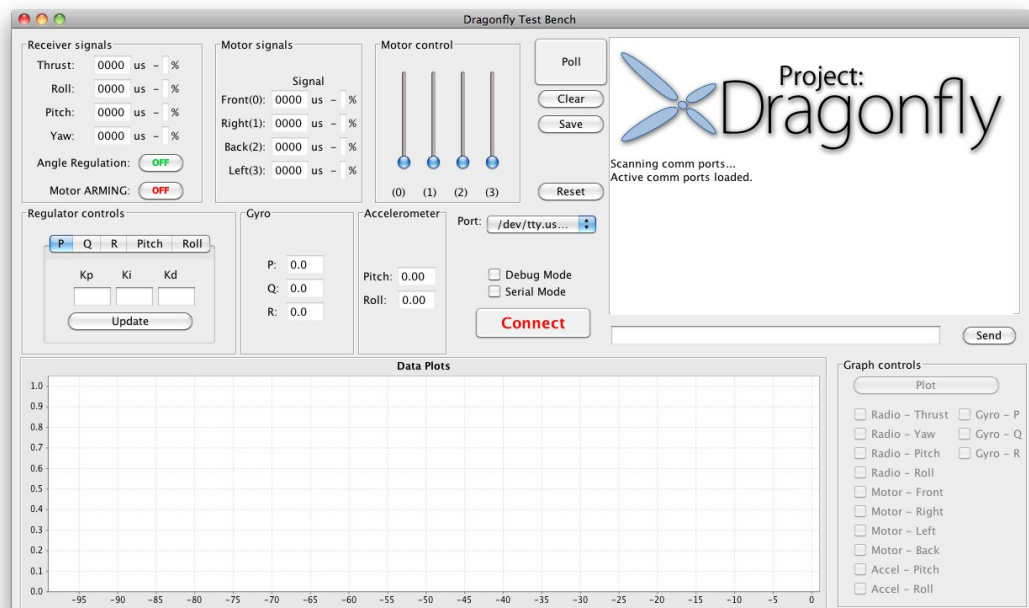 Dragonfly Test Bench
Receiver signals
Thrust: 0000 us - %
Roll: 0000 us - %
Pitch: 0000 us - %
Yaw: 0000 us - %
Angle Regulation: OFF
Motor ARMING: OFF
Motor signals
Signal
Front(0): 0000 us - %
Right(1): 0000 us - %
Back(2): 0000 us - %
Left(3): 0000 us - %
Motor control
(0) (1) (2) (3)
Poll
Clear
Save
Reset
Project:
Dragonfly
Scanning comm ports...
Active comm ports loaded.
Regulator controls
P Q R Pitch Roll
Kp Ki Kd
Update
Gyro
P: 0.0
Q: 0.0
R: 0.0
Accelerometer
Pitch: 0.00
Roll: 0.00
Port: /dev/tty.us...
Debug Mode
Serial Mode
Connect
Send
Data Plots
1.0
0.9
0.8
0.7
0.6
0.5
0.4
0.3
0.2
0.1
0.0
-95 -90 -85 -80 -75 -70 -65 -60 -55 -50 -45 -40 -35 -30 -25 -20 -15 -10 -5 0
Graph controls
Plot
Radio - Thrust Gyro - P
Radio - Yaw Gyro - Q
Radio - Pitch Gyro - R
Radio - Roll
Motor - Front
Motor - Right
Motor - Left
Motor - Back
Accel - Pitch
Accel - Roll